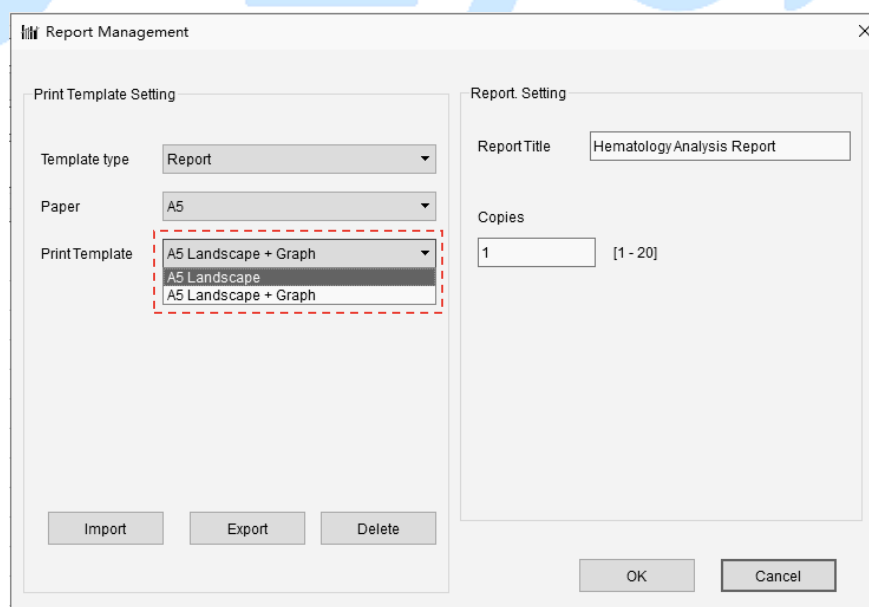 Report Management
Print Template Setting
Template type
Report
Paper
A5
Print Template
A5 Landscape + Graph
A5 Landscape
A5 Landscape + Graph
Import
Export
Delete
Report. Setting
Report Title
Hematology Analysis Report
Copies
1
[1 - 20]
OK
Cancel